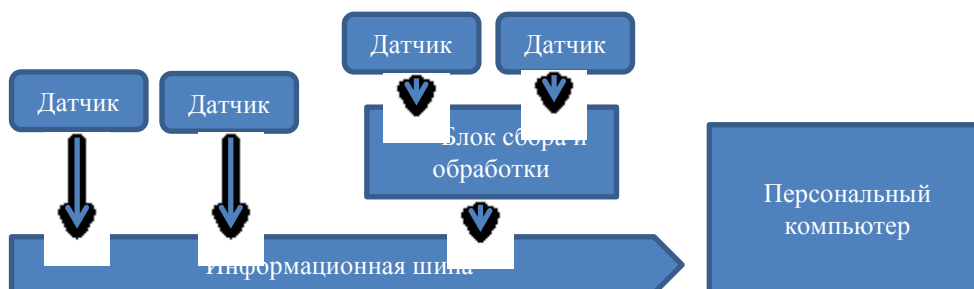 Датчик
Датчик
Датчик
Датчик
Блок сбора и
обработки
Персональный
компьютер
Информационная шина